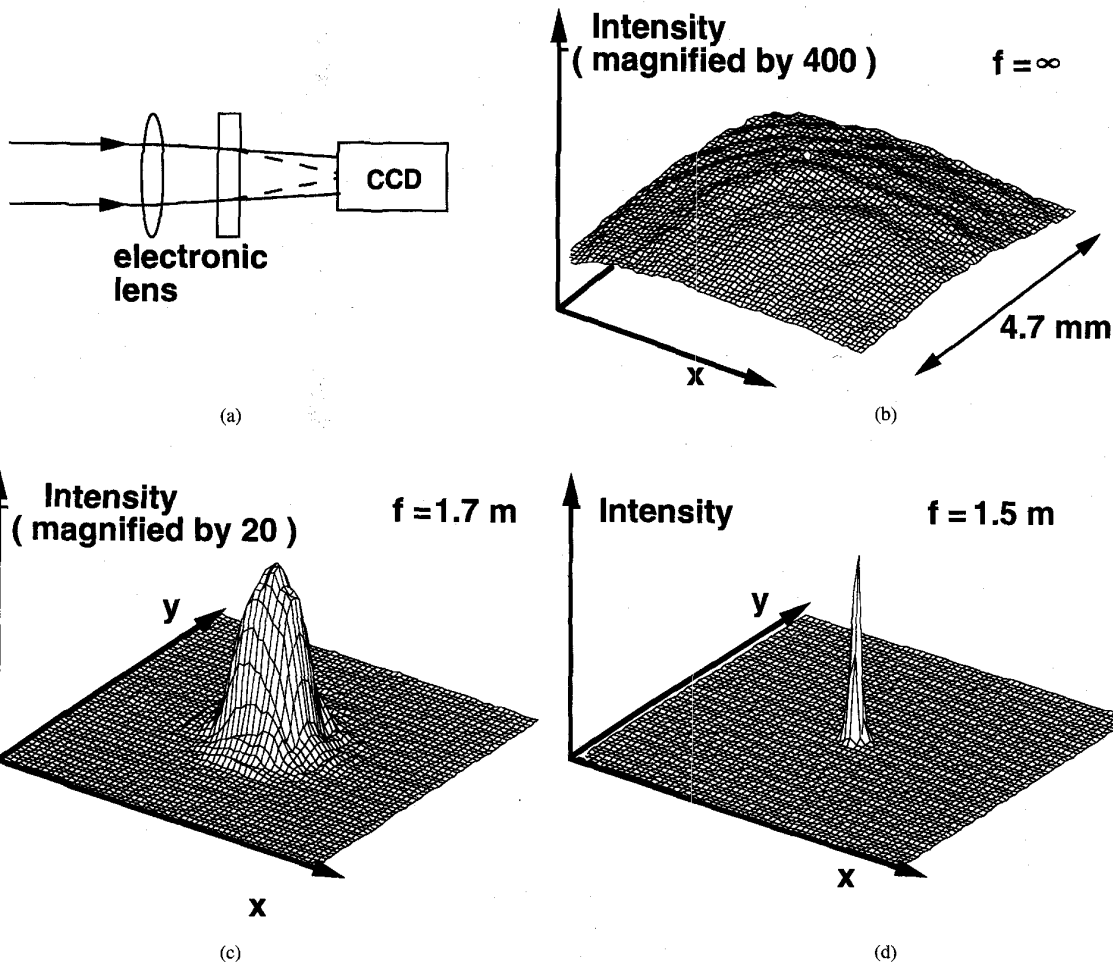 electronic
lens
CCD
(a)
Intensity
( magnified by 400 )
f = ∞
4.7 mm
x
(b)
Intensity
( magnified by 20 )
f = 1.7 m
y
x
(c)
Intensity
f = 1.5 m
y
x
(d)